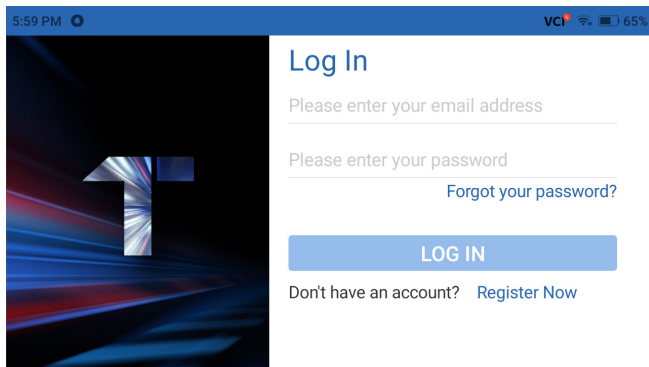 5:59 PM VCI 65%
Log In
Please enter your email address
Please enter your password
Forgot your password?
LOG IN
Don't have an account? Register Now